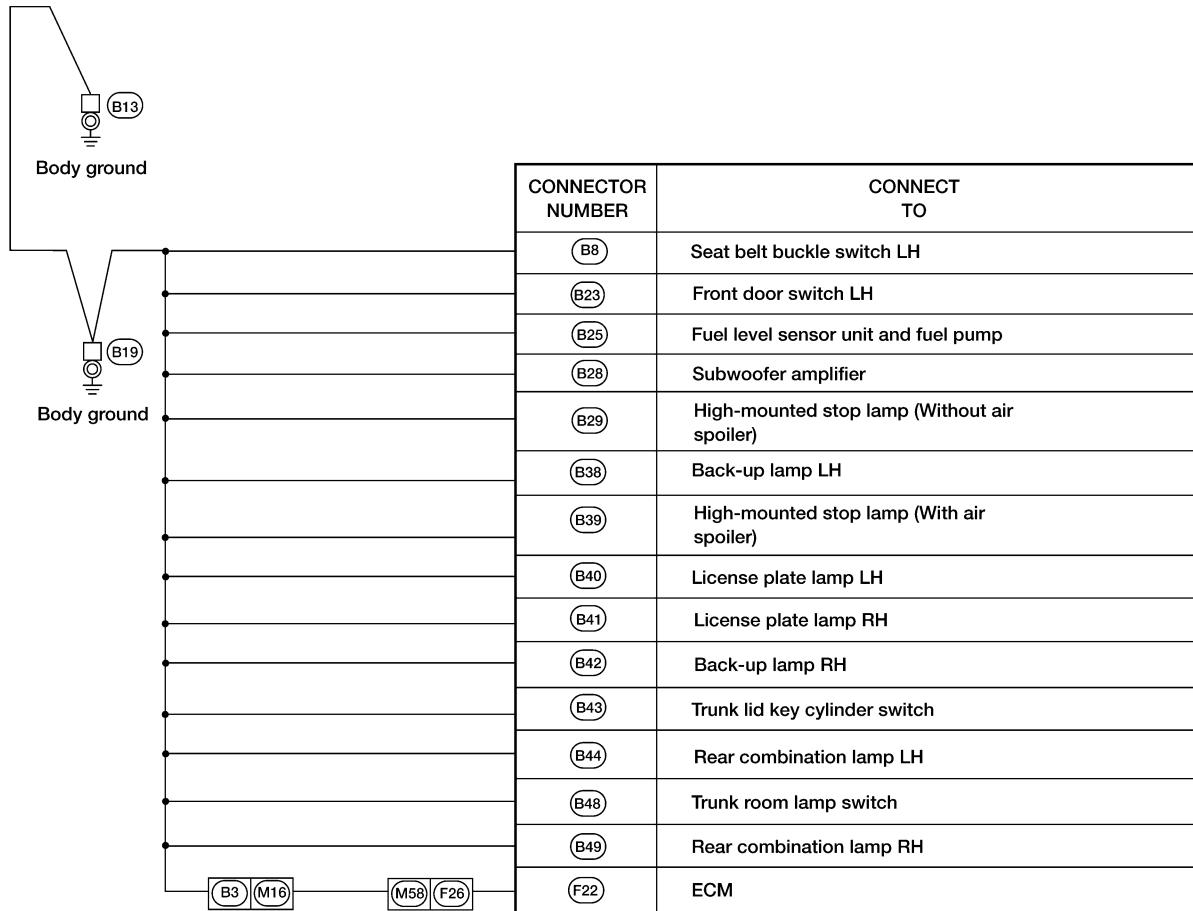 B13
Body ground
B19
Body ground
CONNECTOR
NUMBER
CONNECT
TO
B8 Seat belt buckle switch LH
B23 Front door switch LH
B25 Fuel level sensor unit and fuel pump
B28 Subwoofer amplifier
B29 High-mounted stop lamp (Without air
spoiler)
B38 Back-up lamp LH
B39 High-mounted stop lamp (With air
spoiler)
B40 License plate lamp LH
B41 License plate lamp RH
B42 Back-up lamp RH
B43 Trunk lid key cylinder switch
B44 Rear combination lamp LH
B48 Trunk room lamp switch
B49 Rear combination lamp RH
B3 M16 M58 F26 F22 ECM